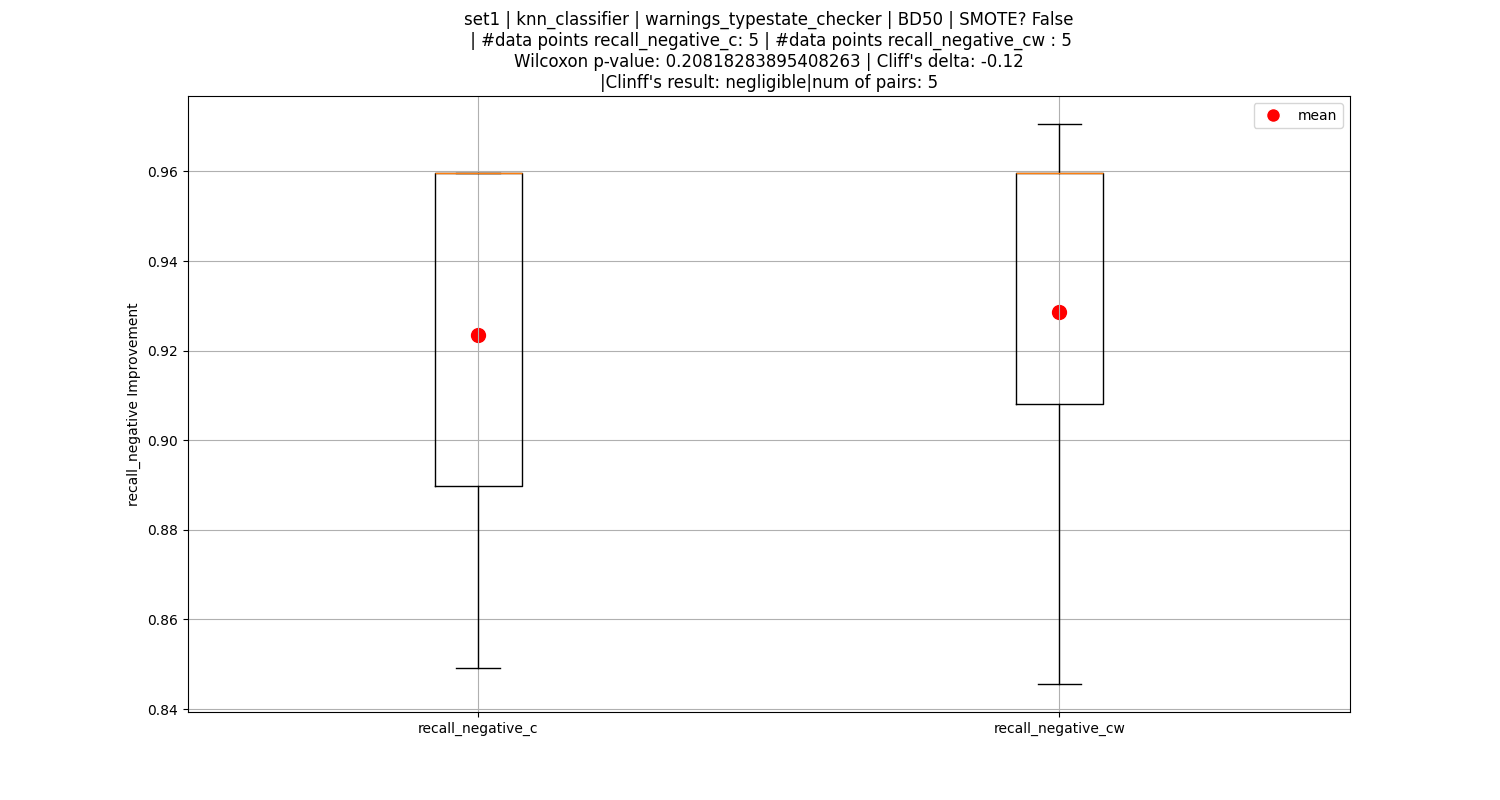 set1 | knn_classifier | warnings_typestate_checker | BD50 | SMOTE? False
| #data points recall_negative_c: 5 | #data points recall_negative_cw : 5
Wilcoxon p-value: 0.20818283895408263 | Cliff's delta: -0.12
|Clinff's result: negligible|num of pairs: 5
mean
0.96
0.94
0.92
0.90
0.88
0.86
0.84
recall_negative Improvement
recall_negative_c
recall_negative_cw